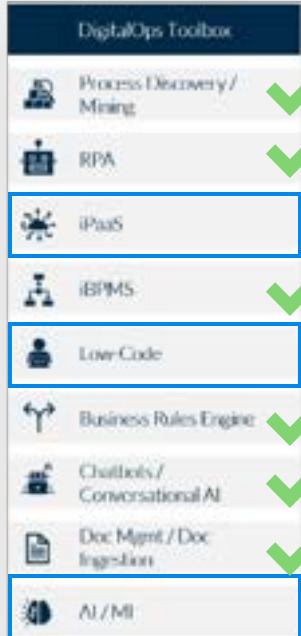 DigitalOps Toolbox
Process Discovery /
Mining
RPA
iPaaS
iBPMS
Low-Code
Business Rules Engine
Chatbots /
Conversational AI
Doc Mgmt / Doc
Ingestion
AI / Ml